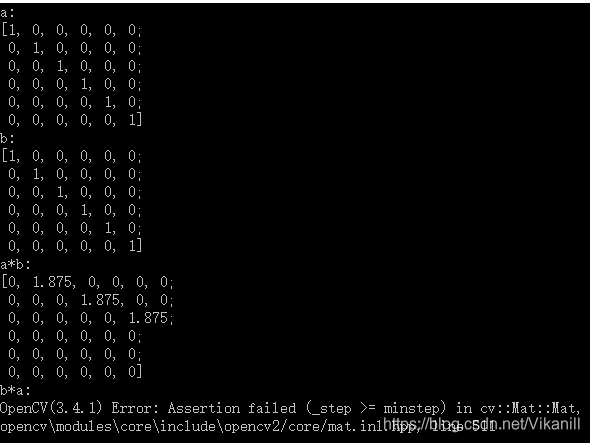 a:
[1, 0, 0, 0, 0, 0;
 0, 1, 0, 0, 0, 0;
 0, 0, 1, 0, 0, 0;
 0, 0, 0, 1, 0, 0;
 0, 0, 0, 0, 1, 0;
 0, 0, 0, 0, 0, 1]
b:
[1, 0, 0, 0, 0, 0;
 0, 1, 0, 0, 0, 0;
 0, 0, 1, 0, 0, 0;
 0, 0, 0, 1, 0, 0;
 0, 0, 0, 0, 1, 0;
 0, 0, 0, 0, 0, 1]
a*b:
[0, 1.875, 0, 0, 0, 0;
 0, 0, 0, 1.875, 0, 0;
 0, 0, 0, 0, 0, 1.875;
 0, 0, 0, 0, 0, 0;
 0, 0, 0, 0, 0, 0;
 0, 0, 0, 0, 0, 0]
b*a:
OpenCV(3.4.1) Error: Assertion failed (_step >= minstep) in cv::Mat::Mat,
opencv\modules\core\include\opencv2/core/mat.inl.hpp, line 511
https://blog.csdn.net/Vikanill